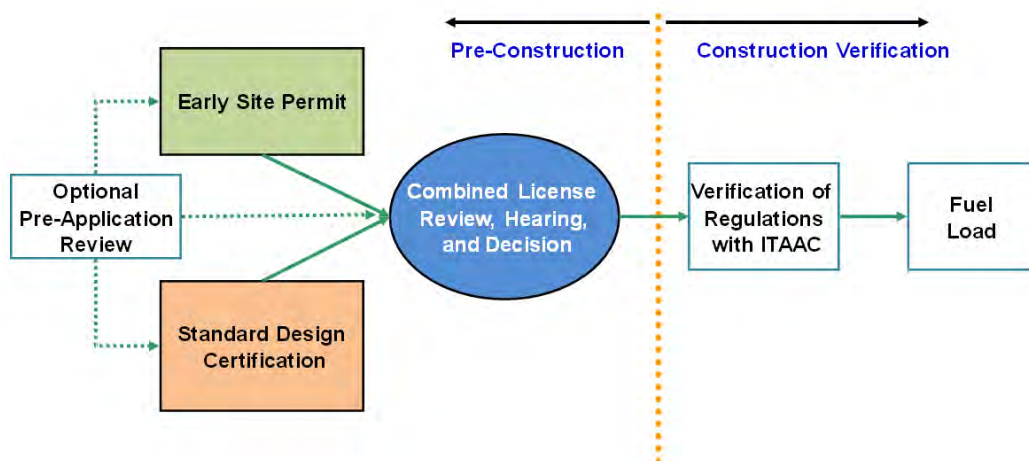 Pre-Construction
Construction Verification
Early Site Permit
Optional
Pre-Application
Review
Combined License
Review, Hearing,
and Decision
Verification of
Regulations
with ITAAC
Fuel
Load
Standard Design
Certification